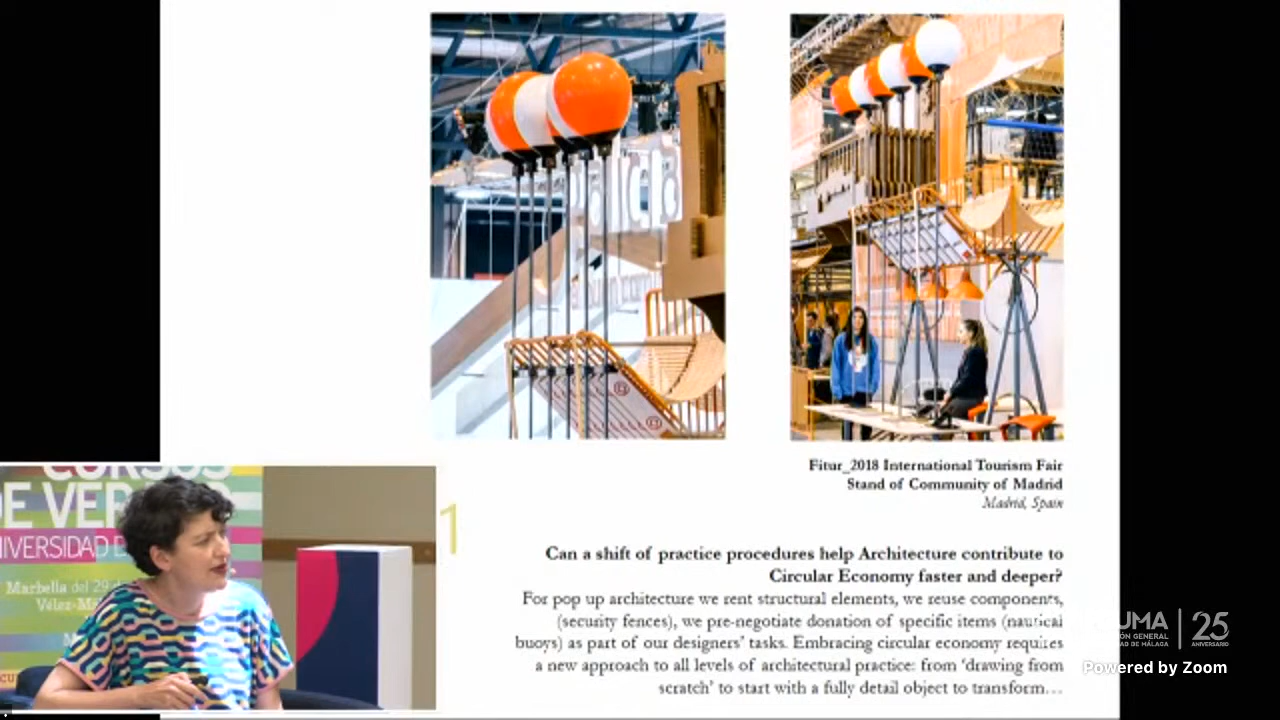 Fitur_2018 International Tourism Fair
Stand of Community of Madrid
Madrid, Spain
1
Can a shift of practice procedures help Architecture contribute to
Circular Economy faster and deeper?
For pop up architecture we rent structural elements, we reuse components,
(security fences), we pre-negotiate donation of specific items (nautical
buoys) as part of our designers' tasks. Embracing circular economy requires
a new approach to all levels of architectural practice: from 'drawing from
scratch' to start with a fully detail object to transform...
CURSOS
DE VER
IVERSIDAD
Marbella del 29 de
Vélez-Má
UMA
25
ANIVERSARIO
Powered by Zoom